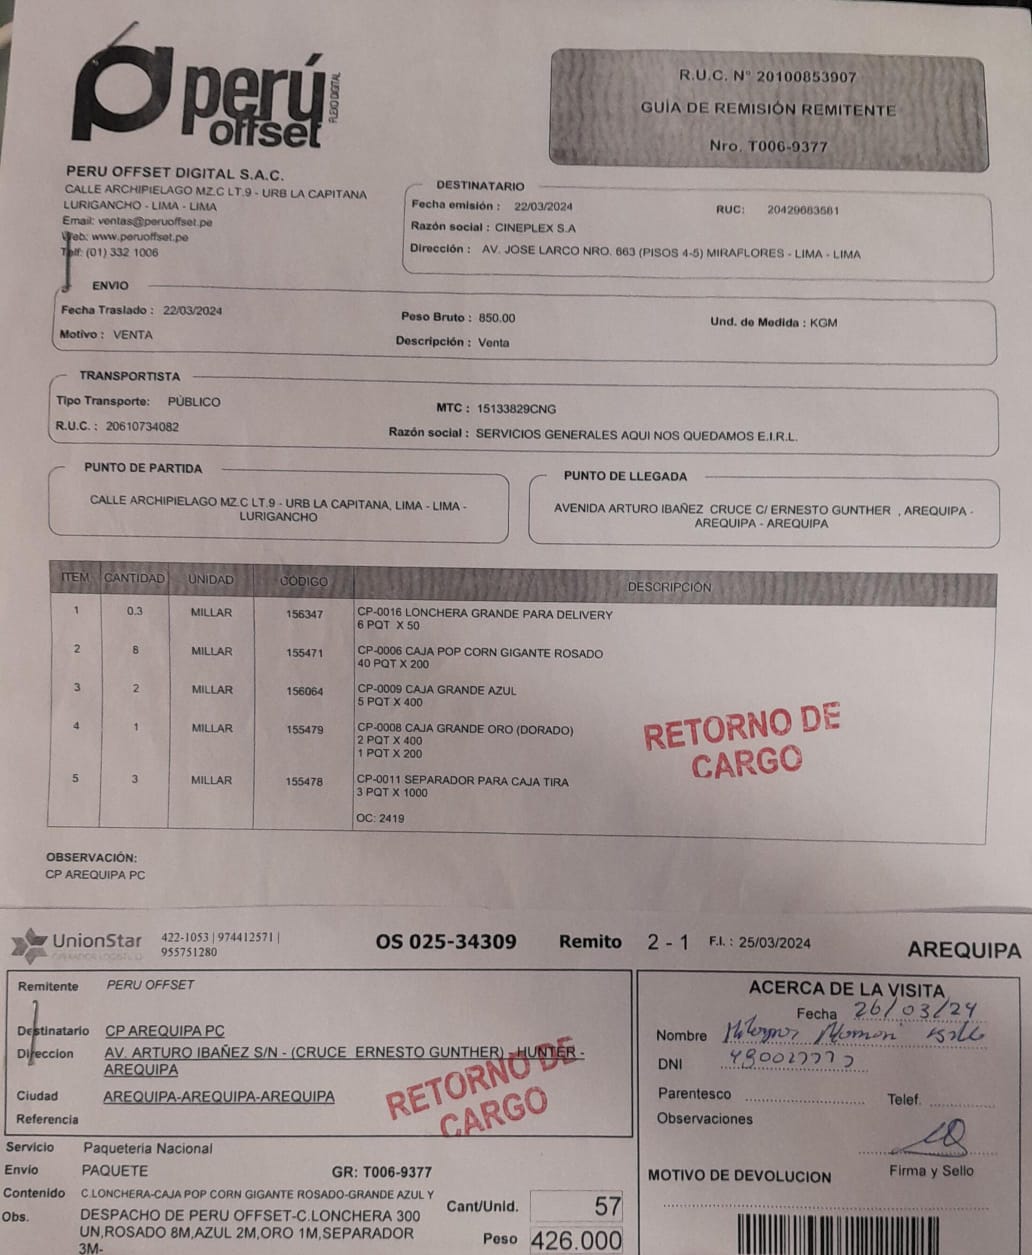 perú
offset
FLEXO DIGITAL
R.U.C. N° 20100853907
GUÍA DE REMISIÓN REMITENTE
Nro. T006-9377
PERU OFFSET DIGITAL S.A.C.
CALLE ARCHIPIELAGO MZ.C LT.9 - URB LA CAPITANA
LURIGANCHO - LIMA - LIMA
Email: ventas@peruoffset.pe
Web: www.peruoffset.pe
Telf: (01) 332 1006
DESTINATARIO
Fecha emisión : 22/03/2024 RUC: 20429683581
Razón social : CINEPLEX S.A
Dirección : AV. JOSE LARCO NRO. 663 (PISOS 4-5) MIRAFLORES - LIMA - LIMA
ENVIO
Fecha Traslado : 22/03/2024 Peso Bruto : 850.00 Und. de Medida : KGM
Motivo : VENTA Descripción : Venta
TRANSPORTISTA
Tipo Transporte: PÙBLICO MTC : 15133829CNG
R.U.C. : 20610734082 Razón social : SERVICIOS GENERALES AQUI NOS QUEDAMOS E.I.R.L.
PUNTO DE PARTIDA
CALLE ARCHIPIELAGO MZ.C LT.9 - URB LA CAPITANA, LIMA - LIMA -
LURIGANCHO
PUNTO DE LLEGADA
AVENIDA ARTURO IBAÑEZ CRUCE C/ ERNESTO GUNTHER , AREQUIPA -
AREQUIPA - AREQUIPA
ITEM CANTIDAD UNIDAD CODIGO DESCRIPCIÓN
1 0.3 MILLAR 156347 CP-0016 LONCHERA GRANDE PARA DELIVERY
6 PQT X 50
2 8 MILLAR 155471 CP-0006 CAJA POP CORN GIGANTE ROSADO
40 PQT X 200
3 2 MILLAR 156064 CP-0009 CAJA GRANDE AZUL
5 PQT X 400
4 1 MILLAR 155479 CP-0008 CAJA GRANDE ORO (DORADO)
2 PQT X 400
1 PQT X 200
5 3 MILLAR 155478 CP-0011 SEPARADOR PARA CAJA TIRA
3 PQT X 1000
OC: 2419
RETORNO DE
CARGO
OBSERVACIÓN:
CP AREQUIPA PC
UnionStar 422-1053 | 974412571 |
OPERADOR LOGISTICO 955751280
OS 025-34309 Remito 2 - 1 F.I. : 25/03/2024 AREQUIPA
Remitente PERU OFFSET
Destinatario CP AREQUIPA PC
Direccion AV. ARTURO IBAÑEZ S/N - (CRUCE ERNESTO GUNTHER) - HUNTER -
AREQUIPA
Ciudad AREQUIPA-AREQUIPA-AREQUIPA
Referencia
RETORNO DE
CARGO
ACERCA DE LA VISITA
Fecha 26/03/24
Nombre
DNI
Parentesco Telef.
Observaciones
Firma y Sello
MOTIVO DE DEVOLUCION
Servicio Paqueteria Nacional
Envío PAQUETE GR: T006-9377
Contenido C.LONCHERA-CAJA POP CORN GIGANTE ROSADO-GRANDE AZUL Y
Obs. DESPACHO DE PERU OFFSET-C.LONCHERA 300
UN,ROSADO 8M,AZUL 2M,ORO 1M,SEPARADOR
3M-
Cant/Unid. 57
Peso 426.000